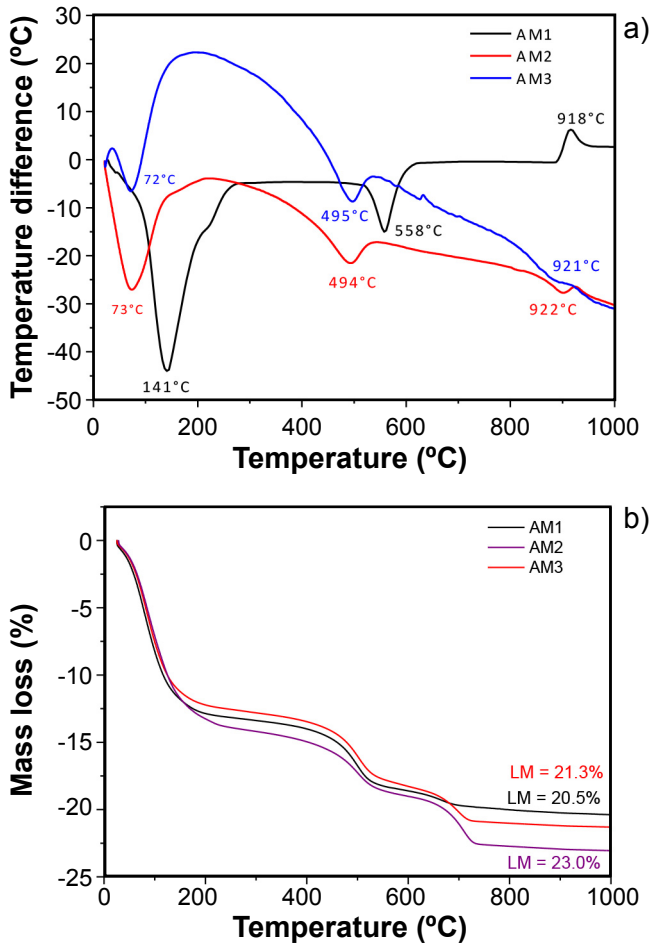 a)
AM1
AM2
AM3
Temperature difference (ºC)
30
20
10
0
-10
-20
-30
-40
-50
918°C
72°C
495°C
558°C
73°C
494°C
921°C
922°C
141°C
0
200
400
600
800
1000
Temperature (ºC)
b)
AM1
AM2
AM3
Mass loss (%)
0
-5
-10
-15
-20
-25
LM = 21.3%
LM = 20.5%
LM = 23.0%
0
200
400
600
800
1000
Temperature (ºC)